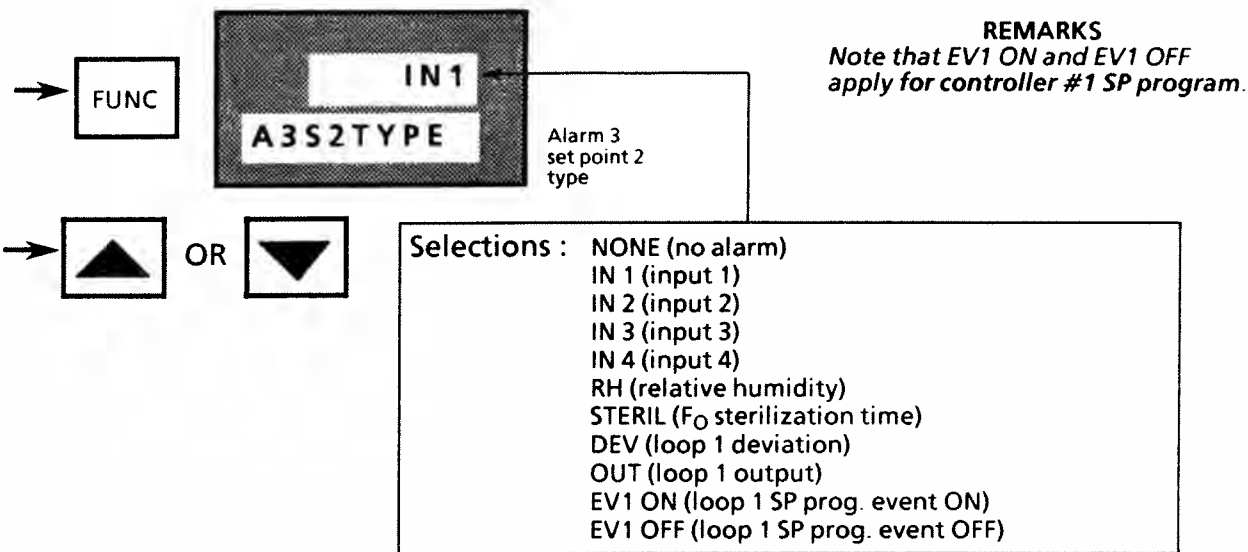 REMARKS
Note that EV1 ON and EV1 OFF
apply for controller #1 SP program.
FUNC
IN1
A3S2TYPE
Alarm 3
set point 2
type
OR
Selections :
NONE (no alarm)
IN 1 (input 1)
IN 2 (input 2)
IN 3 (input 3)
IN 4 (input 4)
RH (relative humidity)
STERIL (FO sterilization time)
DEV (loop 1 deviation)
OUT (loop 1 output)
EV1 ON (loop 1 SP prog. event ON)
EV1 OFF (loop 1 SP prog. event OFF)